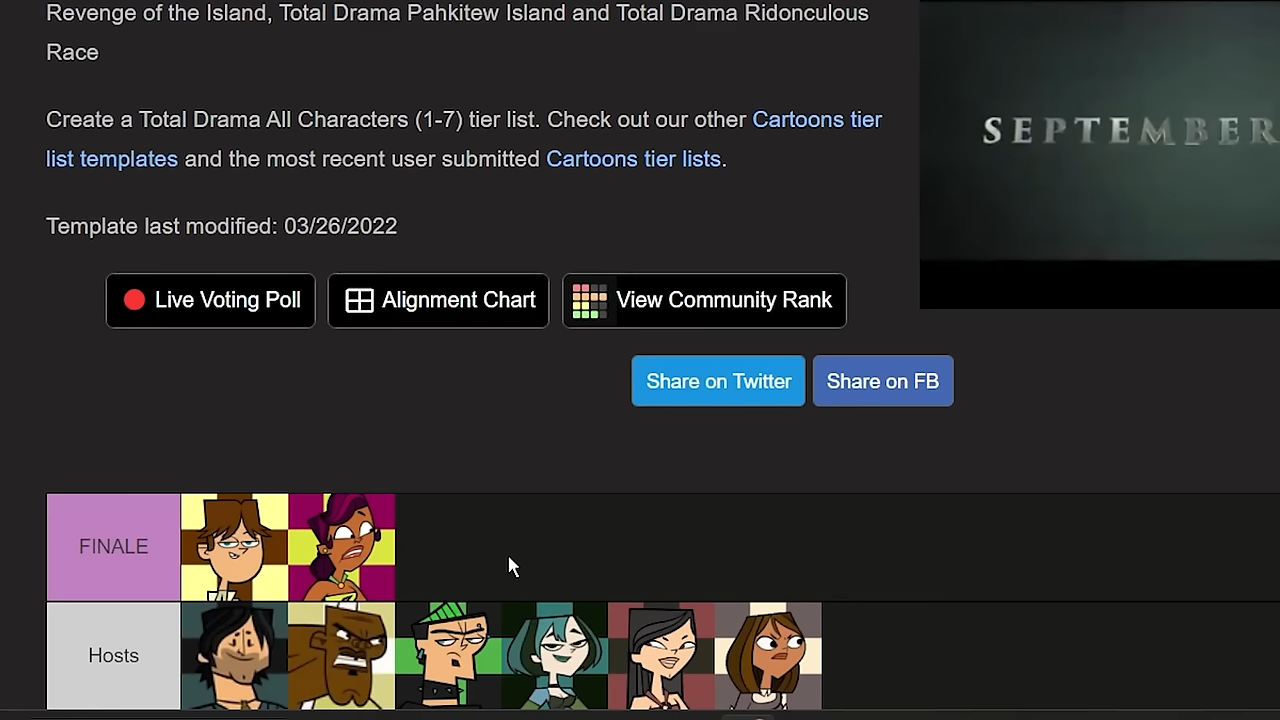 Revenge of the Island, Total Drama Pahkitew Island and Total Drama Ridonculous
Race
Create a Total Drama All Characters (1-7) tier list. Check out our other Cartoons tier
list templates and the most recent user submitted Cartoons tier lists.
Template last modified: 03/26/2022
SEPTEMBER
Live Voting Poll
Alignment Chart
View Community Rank
Share on Twitter
Share on FB
FINALE
Hosts